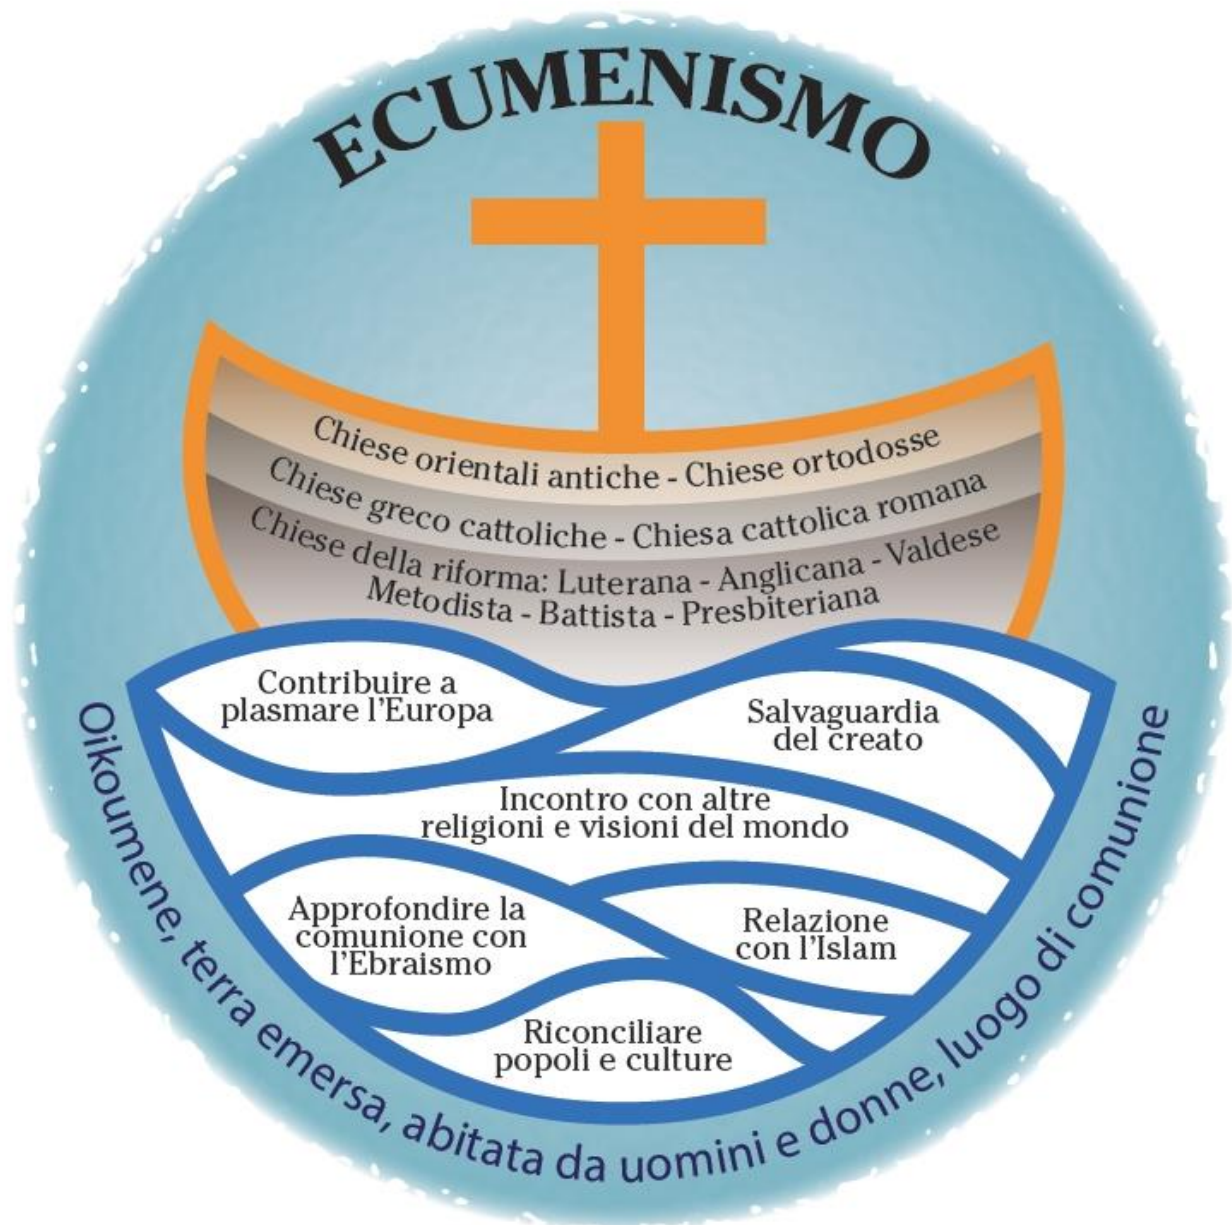 ECUMENISMO
Chiese orientali antiche - Chiese ortodosse
Chiese greco cattoliche - Chiesa cattolica romana
Chiese della riforma: Luterana - Anglicana - Valdese
Metodista - Battista - Presbiteriana
Contribuire a
plasmare l'Europa
Salvaguardia
del creato
Incontro con altre
religioni e visioni del mondo
Approfondire la
comunione con
l'Ebraismo
Relazione
con l'Islam
Riconciliare
popoli e culture
Oikoumene, terra emersa, abitata da uomini e donne, luogo di comunione